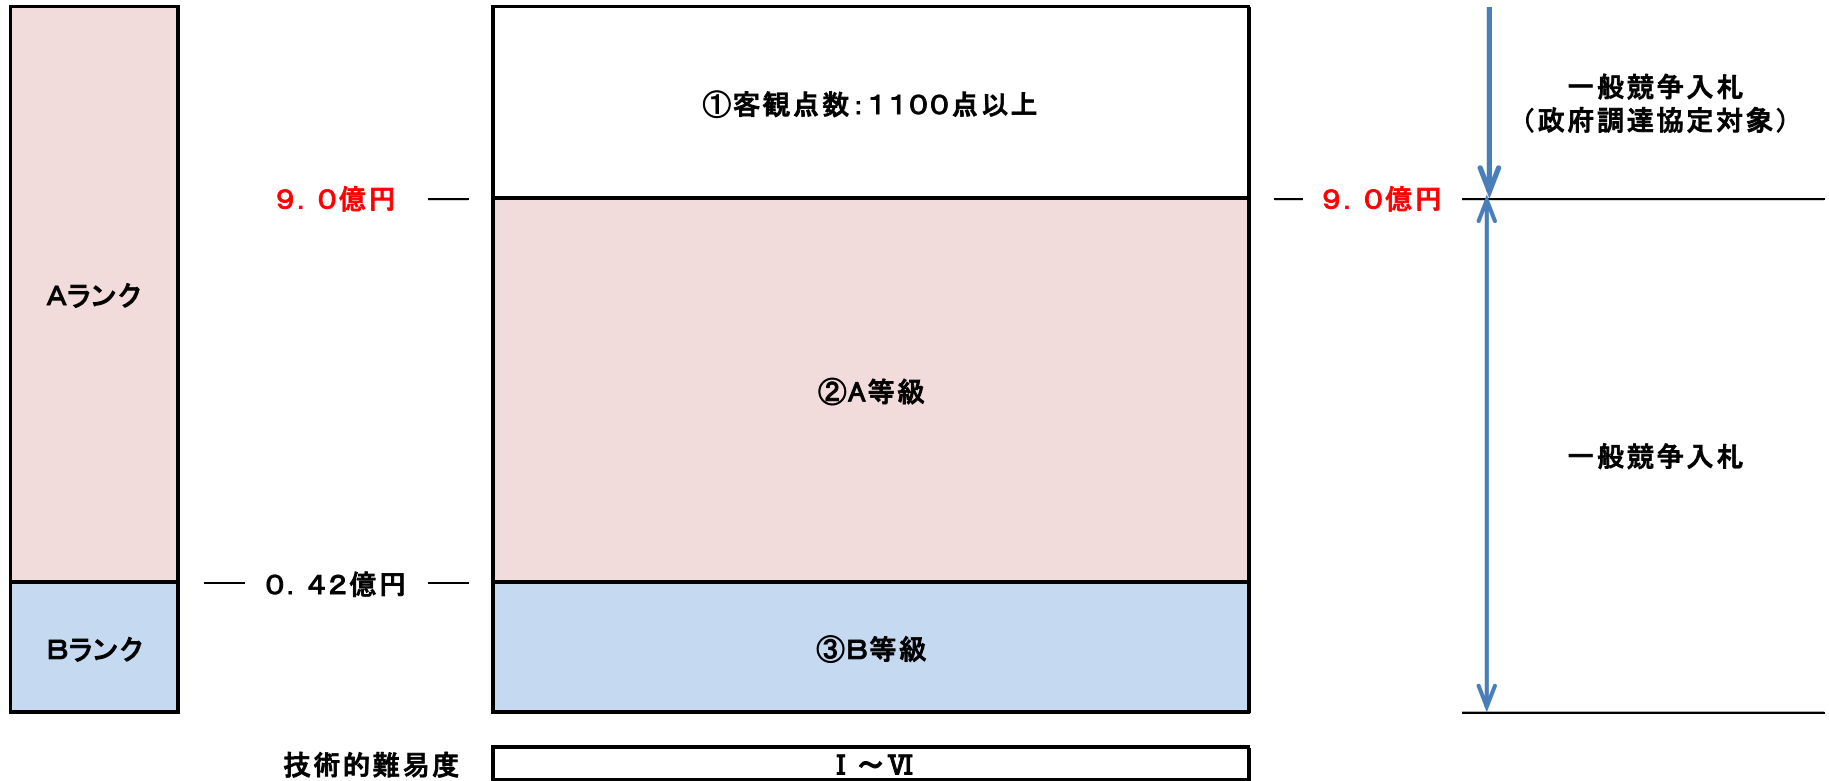 ①客観点数:1100点以上
一般競争入札
(政府調達協定対象)
9.0億円
9.0億円
Aランク
②A等級
一般競争入札
0.42億円
Bランク
③B等級
技術的難易度
Ⅰ~Ⅵ